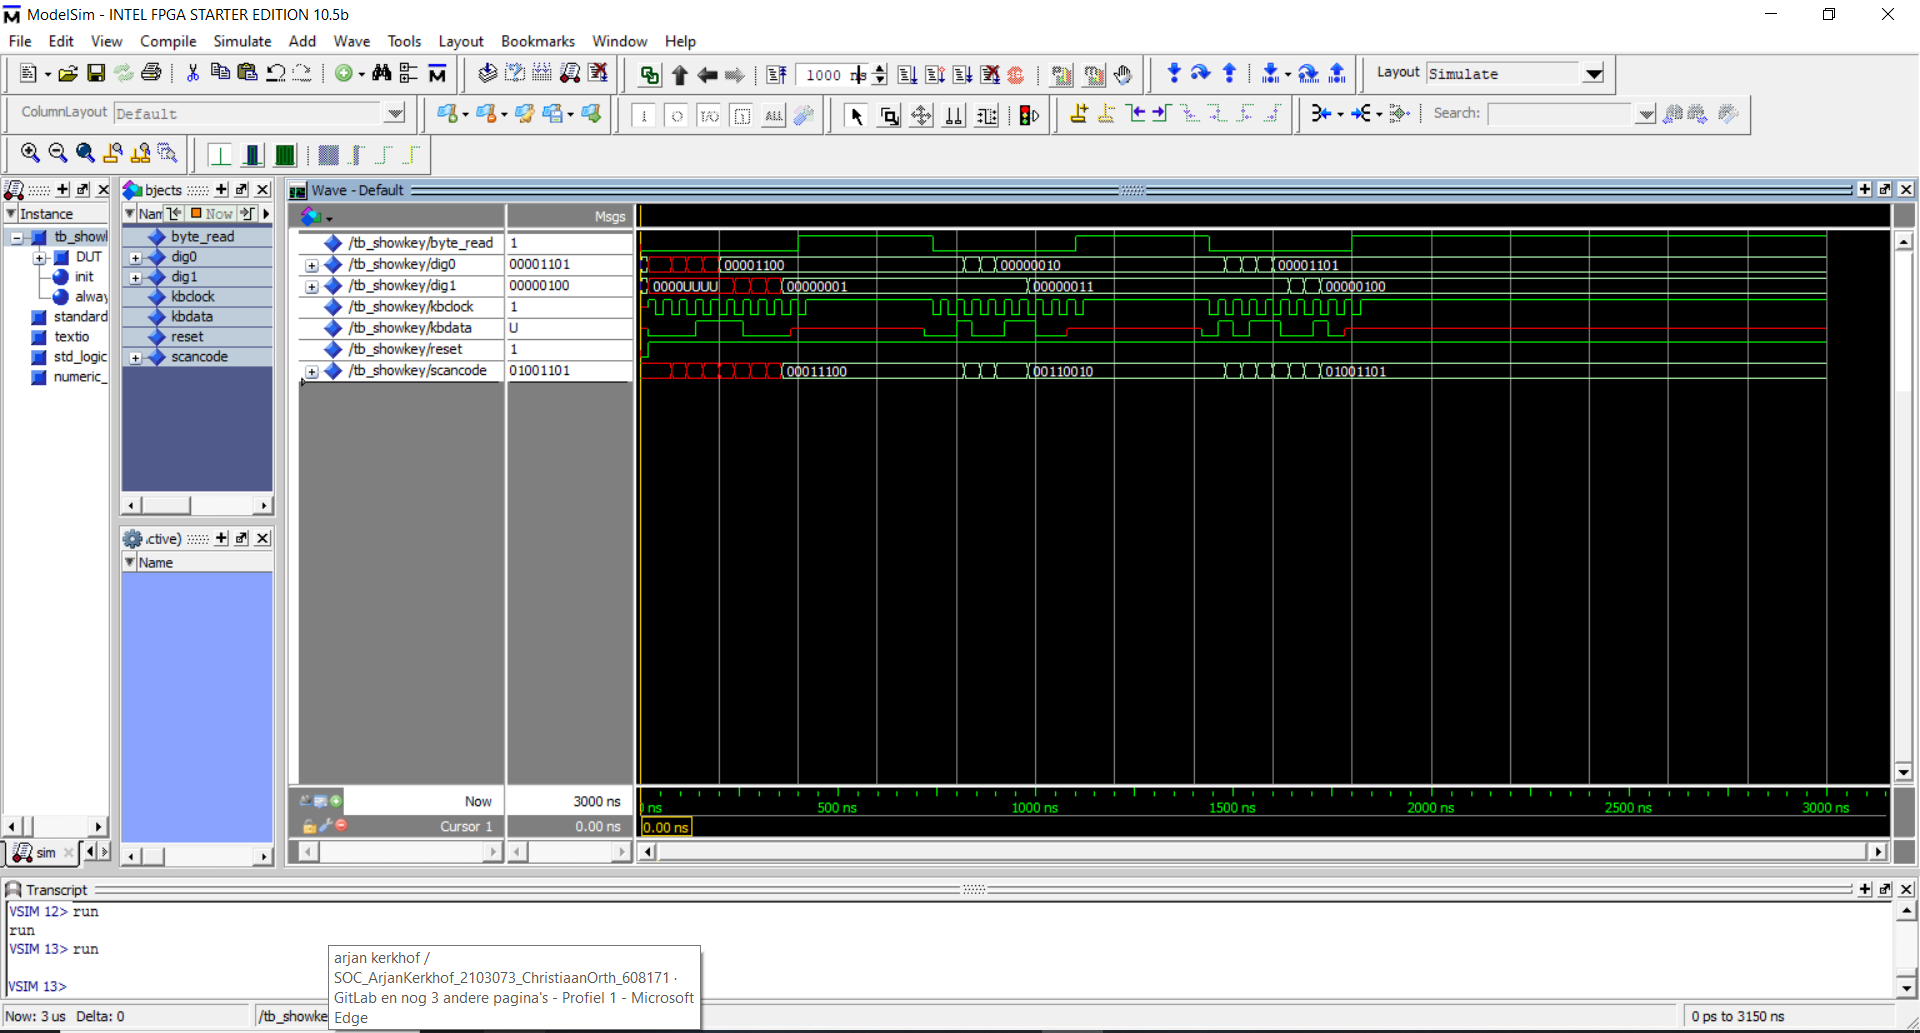 ModelSim - INTEL FPGA STARTER EDITION 10.5b
File Edit View Compile Simulate Add Wave Tools Layout Bookmarks Window Help
1000 ns
Layout Simulate
ColumnLayout Default
ALL
Search:
bjects
Wave - Default
Instance
Now
Msgs
tb_showl
DUT
init
alway
standard
textio
std_logic
numeric_
byte_read
dig0
dig1
kbclock
kbdata
reset
scancode
/tb_showkey/byte_read 1
/tb_showkey/dig0 00001101 00001100 00000010 00001101
/tb_showkey/dig1 00000100 0000UUUU 00000001 00000011 00000100
/tb_showkey/kbclock 1
/tb_showkey/kbdata U
/tb_showkey/reset 1
/tb_showkey/scancode 01001101 00011100 00110010 01001101
ctive)
Name
Now 3000 ns
ns 500 ns 1000 ns 1500 ns 2000 ns 2500 ns 3000 ns
Cursor 1 0.00 ns
0.00 ns
sim
Transcript
VSIM 12> run
run
VSIM 13> run
VSIM 13>
arjan kerkhof /
SOC_ArjanKerkhof_2103073_ChristiaanOrth_608171 ·
GitLab en nog 3 andere pagina's - Profiel 1 - Microsoft
Edge
Now: 3 us Delta: 0
/tb_showke
0 ps to 3150 ns